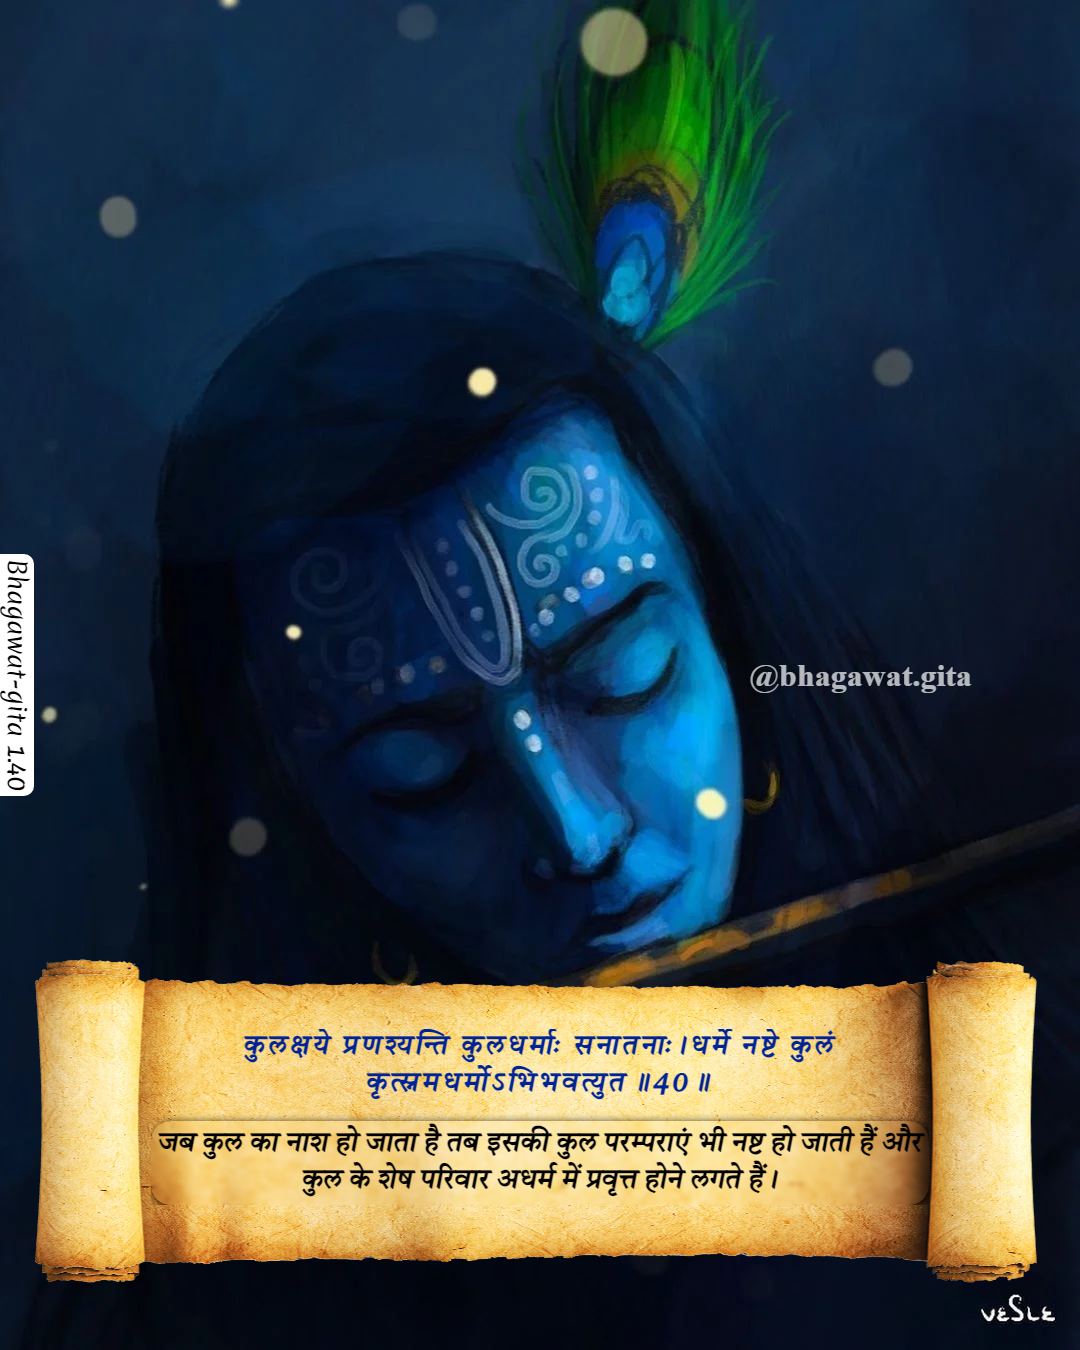 Bhagawat-gita 1.40
@bhagawat.gita
कुलक्षये प्रणश्यन्ति कुलधर्माः सनातनाः।धर्मे नष्टे कुलं
कृत्स्नमधर्मोऽभिभवत्युत ॥40॥
जब कुल का नाश हो जाता है तब इसकी कुल परम्पराएं भी नष्ट हो जाती हैं और
कुल के शेष परिवार अधर्म में प्रवृत्त होने लगते हैं।
VESLE